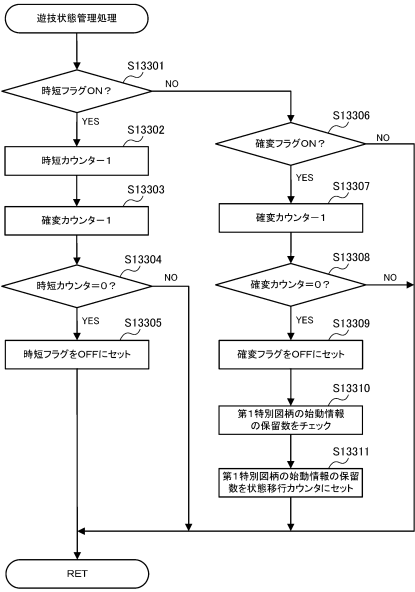 遊技状態管理処理
S13301
時短フラグON?
NO
YES
S13302
時短カウンタ−1
S13303
確変カウンタ−1
S13304
時短カウンタ=0?
NO
YES
S13305
時短フラグをOFFにセット
S13306
確変フラグON?
NO
YES
S13307
確変カウンタ−1
S13308
確変カウンタ=0?
NO
YES
S13309
確変フラグをOFFにセット
S13310
第1特別図柄の始動情報
の保留数をチェック
S13311
第1特別図柄の始動情報の保留
数を状態移行カウンタにセット
RET